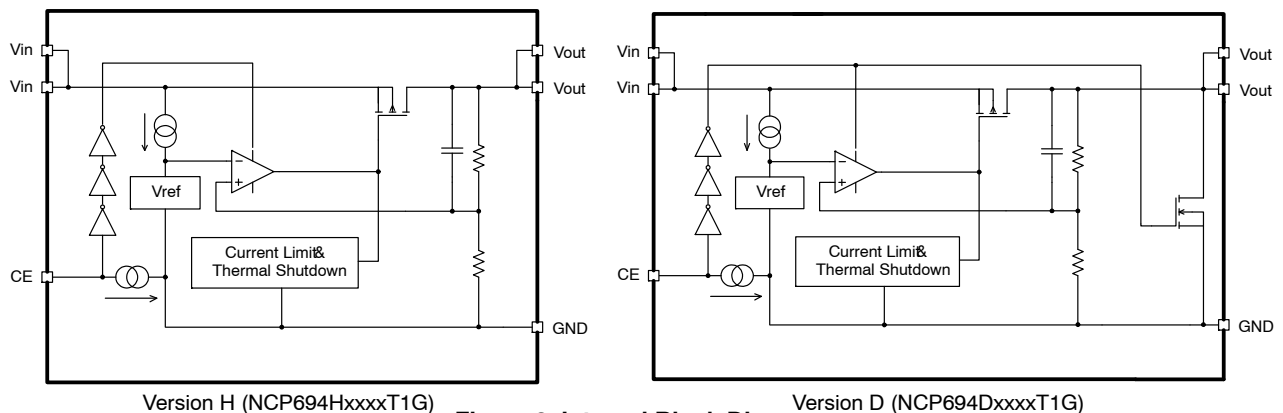 Vin
Vin
CE
Vref
−
+
Current Limit&
Thermal Shutdown
Vout
Vout
GND
Version H (NCP694HxxxxT1G)
Vin
Vin
CE
Vref
−
+
Current Limit&
Thermal Shutdown
Vout
Vout
GND
Version D (NCP694DxxxxT1G)